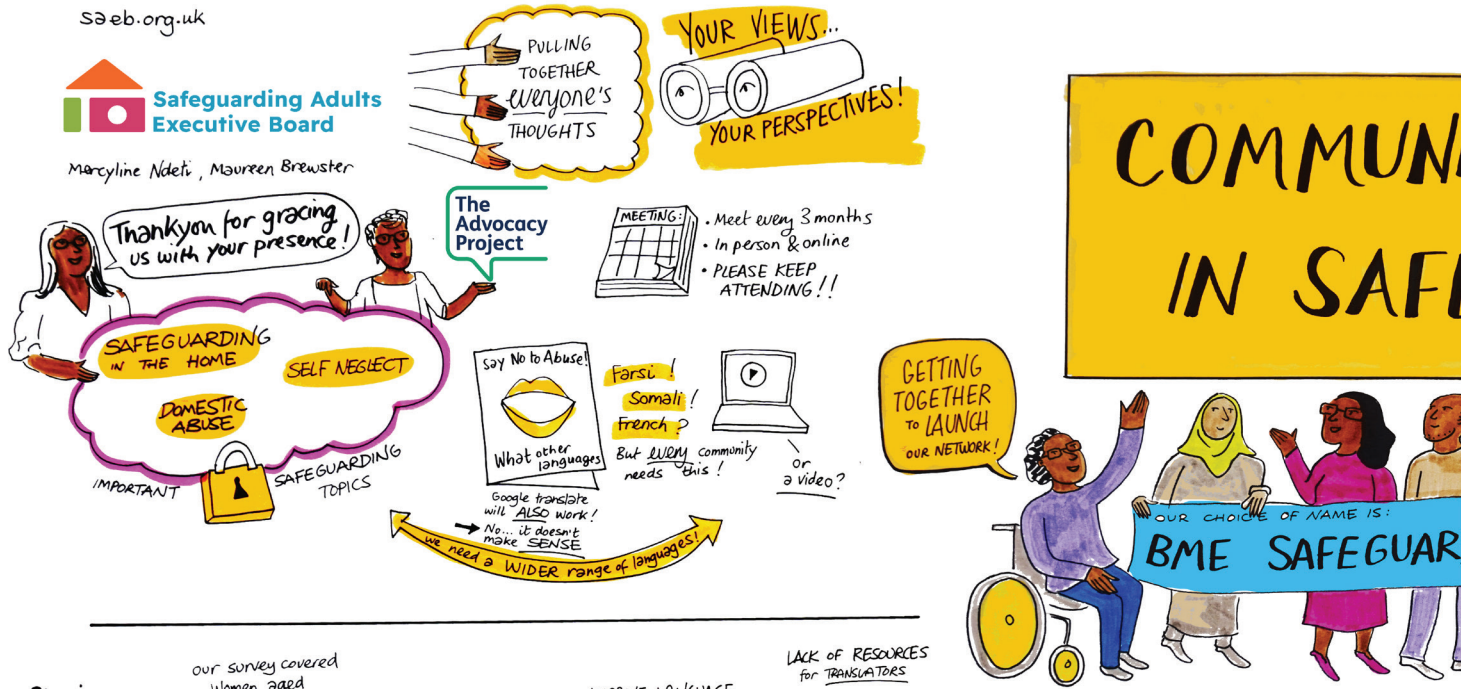 saeb.org.uk
Safeguarding Adults
Executive Board
Mercyline Ndeti, Maureen Brewster
PULLING
TOGETHER
everyone's
THOUGHTS
YOUR VIEWS...
YOUR PERSPECTIVES!
Thankyou for gracing
us with your presence!
The
Advocacy
Project
MEETING:
• Meet every 3 months
• In person & online
• PLEASE KEEP
ATTENDING!!
SAFEGUARDING
IN THE HOME
SELF NEGLECT
DOMESTIC
ABUSE
IMPORTANT
SAFEGUARDING
TOPICS
Say No to Abuse!
What other
languages
Farsi!
Somali!
French?
But every community
needs this!
or
a video?
Google translate
will ALSO work!
→ No... it doesn't
make SENSE
we need a WIDER range of languages!
COMMUN
IN SAF
GETTING
TOGETHER
TO LAUNCH
OUR NETWORK!
OUR CHOICE OF NAME IS:
BME SAFEGUAR
our survey covered
women aged
LACK OF RESOURCES
for TRANSLATORS